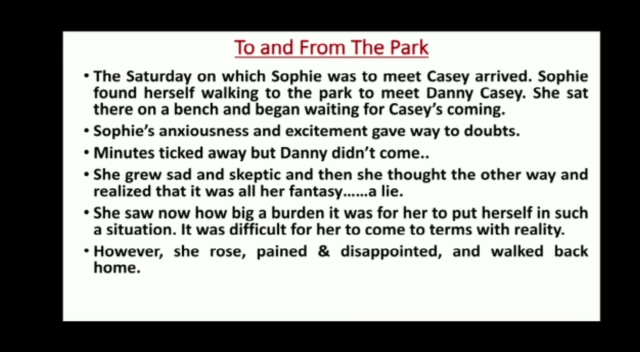 To and From The Park
• The Saturday on which Sophie was to meet Casey arrived. Sophie
found herself walking to the park to meet Danny Casey. She sat
there on a bench and began waiting for Casey’s coming.
• Sophie’s anxiousness and excitement gave way to doubts.
• Minutes ticked away but Danny didn’t come..
• She grew sad and skeptic and then she thought the other way and
realized that it was all her fantasy......a lie.
• She saw now how big a burden it was for her to put herself in such
a situation. It was difficult for her to come to terms with reality.
• However, she rose, pained & disappointed, and walked back
home.